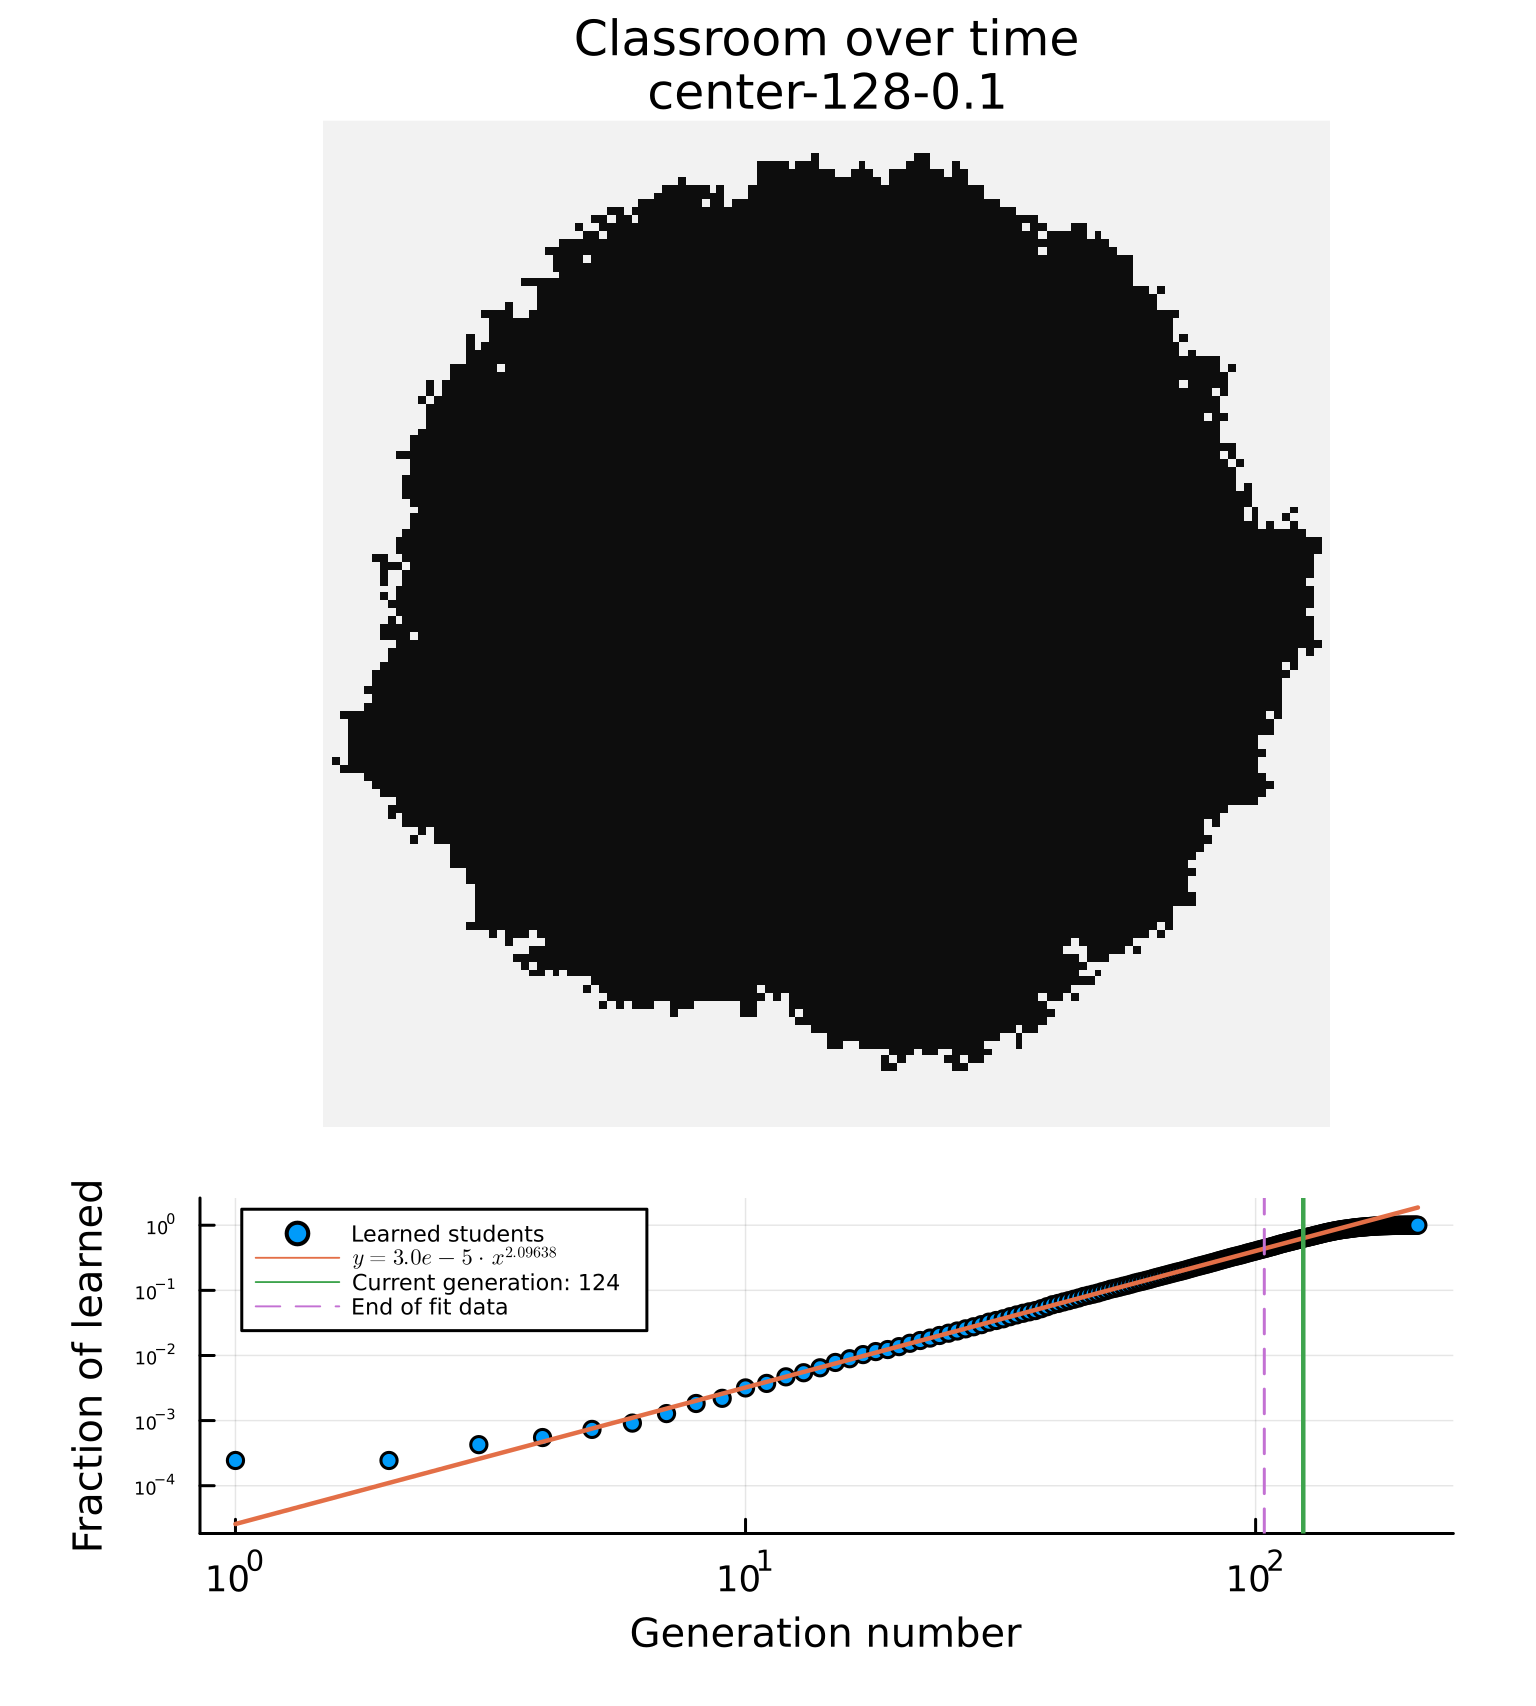 Classroom over time
center-128-0.1
Fraction of learned
10^0
10^-1
10^-2
10^-3
10^-4
Learned students
y = 3.0e − 5 · x^2.09638
Current generation: 124
End of fit data
10^0 10^1 10^2
Generation number